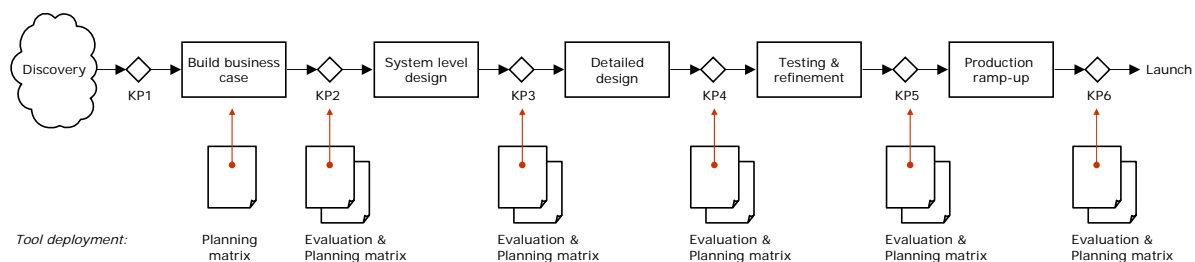 Discovery
KP1
Build business
case
KP2
System level
design
KP3
Detailed
design
KP4
Testing &
refinement
KP5
Production
ramp-up
KP6
Launch
Tool deployment:
Planning
matrix
Evaluation &
Planning matrix
Evaluation &
Planning matrix
Evaluation &
Planning matrix
Evaluation &
Planning matrix
Evaluation &
Planning matrix